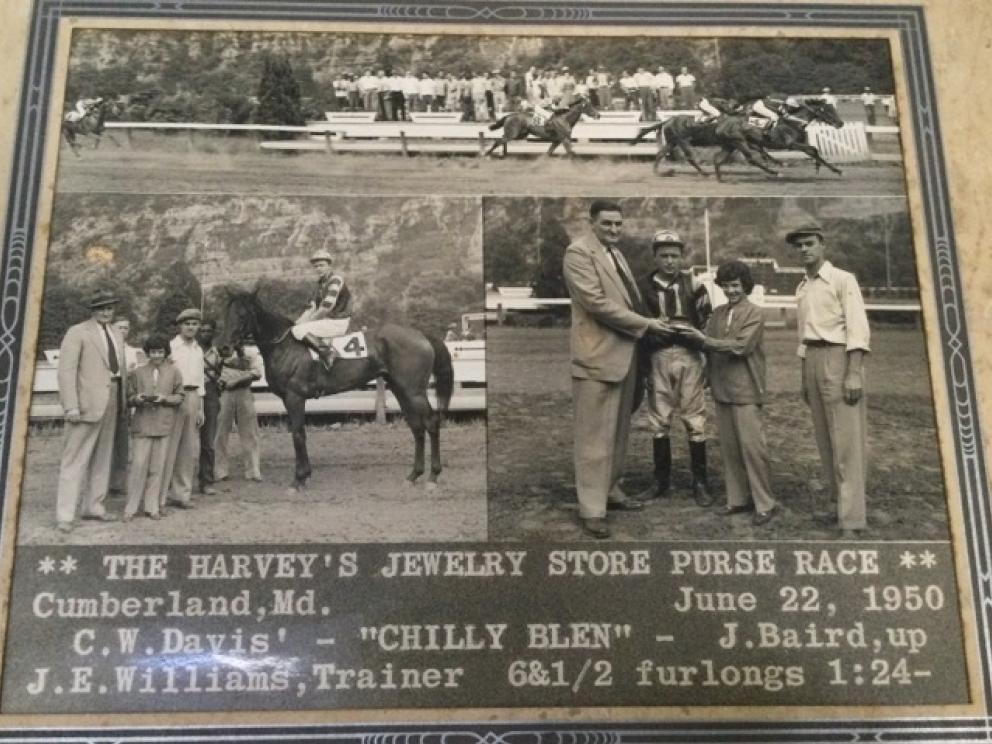 4
** THE HARVEY'S JEWELRY STORE PURSE RACE **
Cumberland,Md. June 22, 1950
C.W.Davis' - "CHILLY BLEN" - J.Baird,up
J.E.Williams,Trainer 6&1/2 furlongs 1:24-